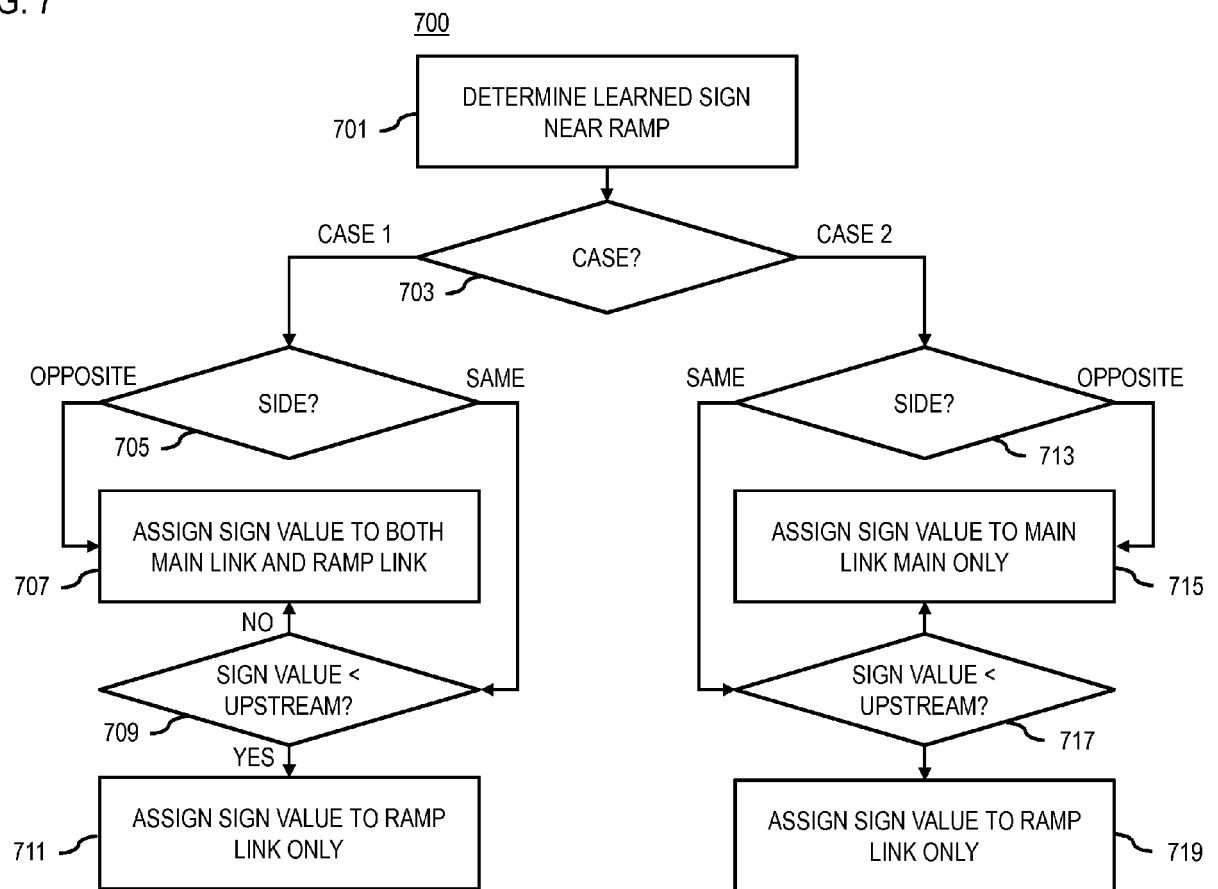 G. 7
700
DETERMINE LEARNED SIGN
NEAR RAMP
701
CASE 1
CASE?
CASE 2
703
OPPOSITE
SIDE?
SAME
705
SAME
SIDE?
OPPOSITE
713
ASSIGN SIGN VALUE TO BOTH
MAIN LINK AND RAMP LINK
707
ASSIGN SIGN VALUE TO MAIN
LINK MAIN ONLY
715
NO
SIGN VALUE <
UPSTREAM?
709
YES
SIGN VALUE <
UPSTREAM?
717
ASSIGN SIGN VALUE TO RAMP
LINK ONLY
711
ASSIGN SIGN VALUE TO RAMP
LINK ONLY
719